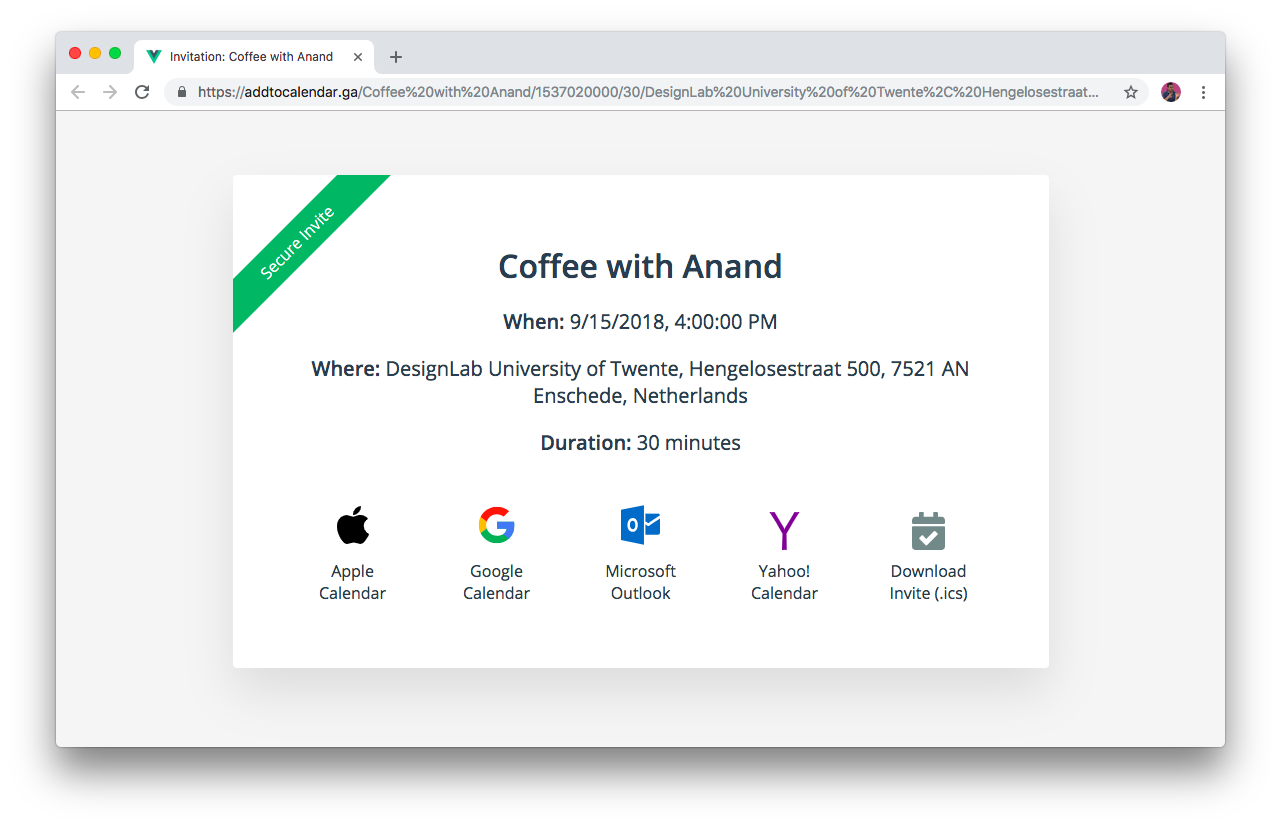 Invitation: Coffee with Anand
https://addtocalendar.ga/Coffee%20with%20Anand/1537020000/30/DesignLab%20University%20of%20Twente%2C%20Hengelosestraat...
Secure Invite
Coffee with Anand
When: 9/15/2018, 4:00:00 PM
Where: DesignLab University of Twente, Hengelosestraat 500, 7521 AN
Enschede, Netherlands
Duration: 30 minutes
Apple
Calendar
Google
Calendar
Microsoft
Outlook
Yahoo!
Calendar
Download
Invite (.ics)